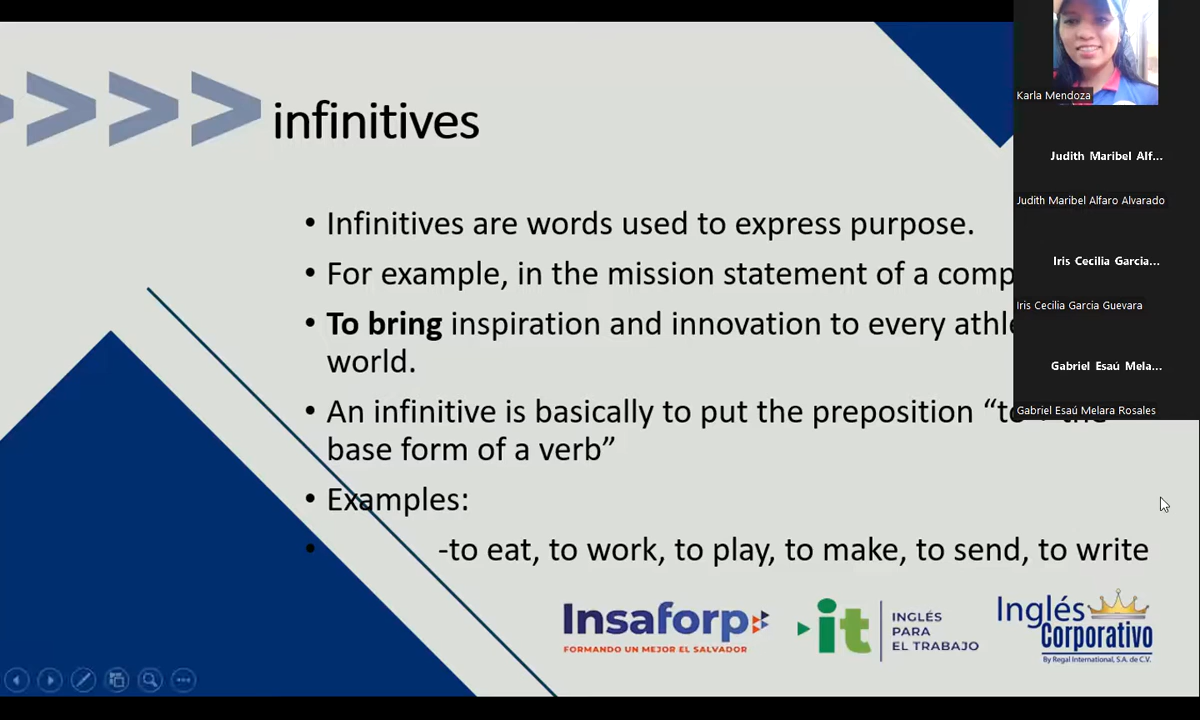 infinitives
• Infinitives are words used to express purpose.
• For example, in the mission statement of a comp
• To bring inspiration and innovation to every athle
world.
• An infinitive is basically to put the preposition “to + the
base form of a verb”
• Examples:
• -to eat, to work, to play, to make, to send, to write
Insaforp
FORMANDO UN MEJOR EL SALVADOR
it
INGLÉS
PARA
EL TRABAJO
Inglés
Corporativo
By Regal International, S.A. de C.V.
Karla Mendoza
Judith Maribel Alf...
Judith Maribel Alfaro Alvarado
Iris Cecilia Garcia...
Iris Cecilia Garcia Guevara
Gabriel Esaú Mela...
Gabriel Esaú Melara Rosales